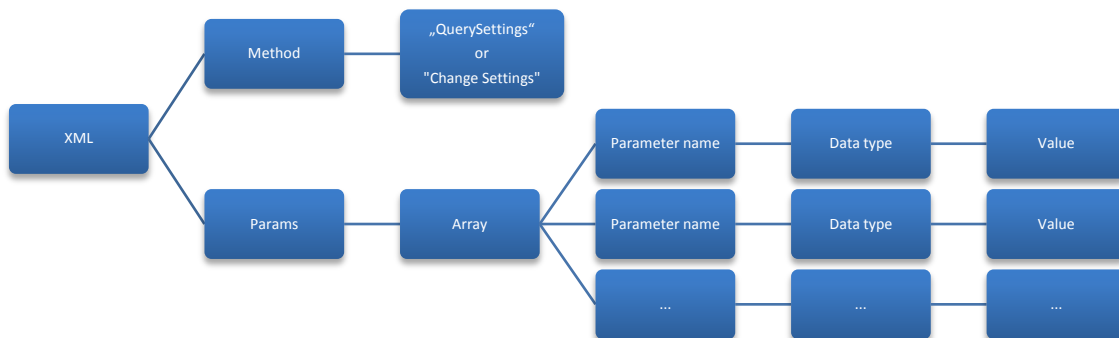 Method
„QuerySettings“
or
"Change Settings"
XML
Parameter name
Data type
Value
Params
Array
Parameter name
Data type
Value
...
...
...